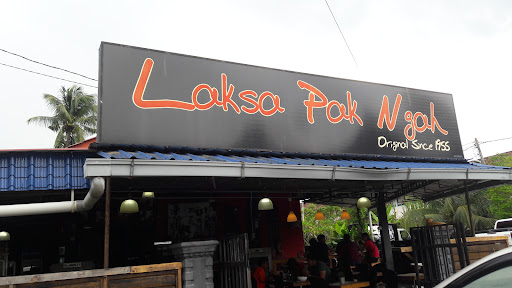 Laksa Pak Ngah
Original Since 1955